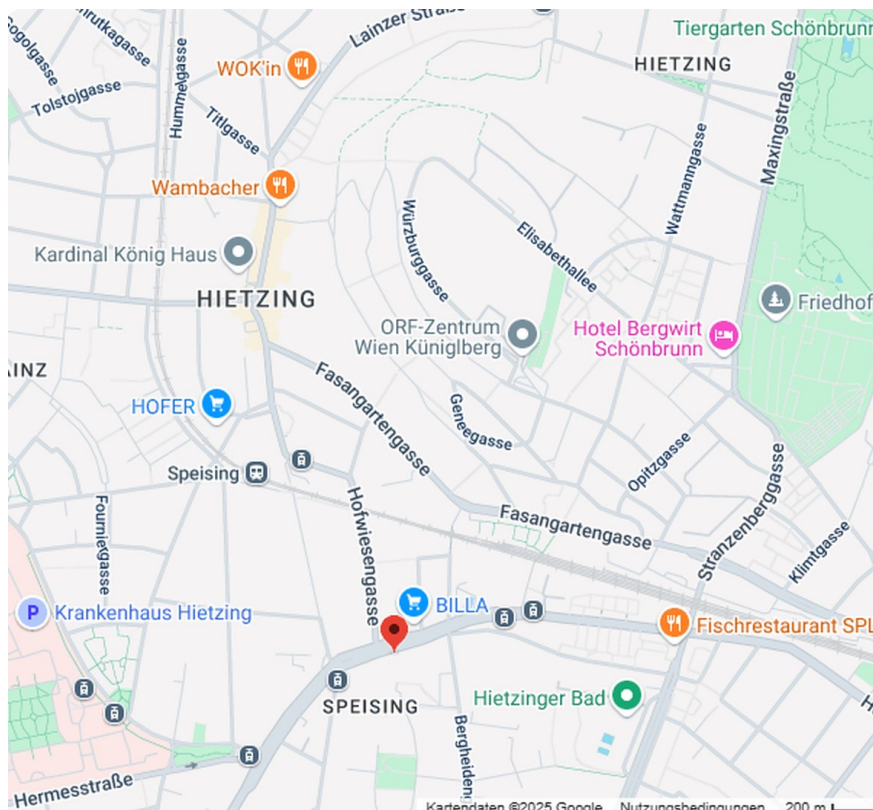 Lainzer Straße
Tiergarten Schönbrunn
HIETZING
WOK'in
Tolstojgasse
Hummelgasse
Titlgasse
Maxingstraße
Wattmanngasse
Wambacher
Würzburggasse
Elisabethallee
Kardinal König Haus
HIETZING
Friedhof
ORF-Zentrum
Wien Küniglberg
Hotel Bergwirt
Schönbrunn
AINZ
Fasangartengasse
HOFER
Geneegasse
Opitzgasse
Speising
Stranzenberggasse
Hofwiesengasse
Fourniergasse
Fasangartengasse
Klimtgasse
BILLA
P
Krankenhaus Hietzing
Fischrestaurant SPL
Hietzinger Bad
SPEISING
Bergheideng
Hermesstraße
Kartendaten ©2025 Google
Nutzungsbedingungen
200 m